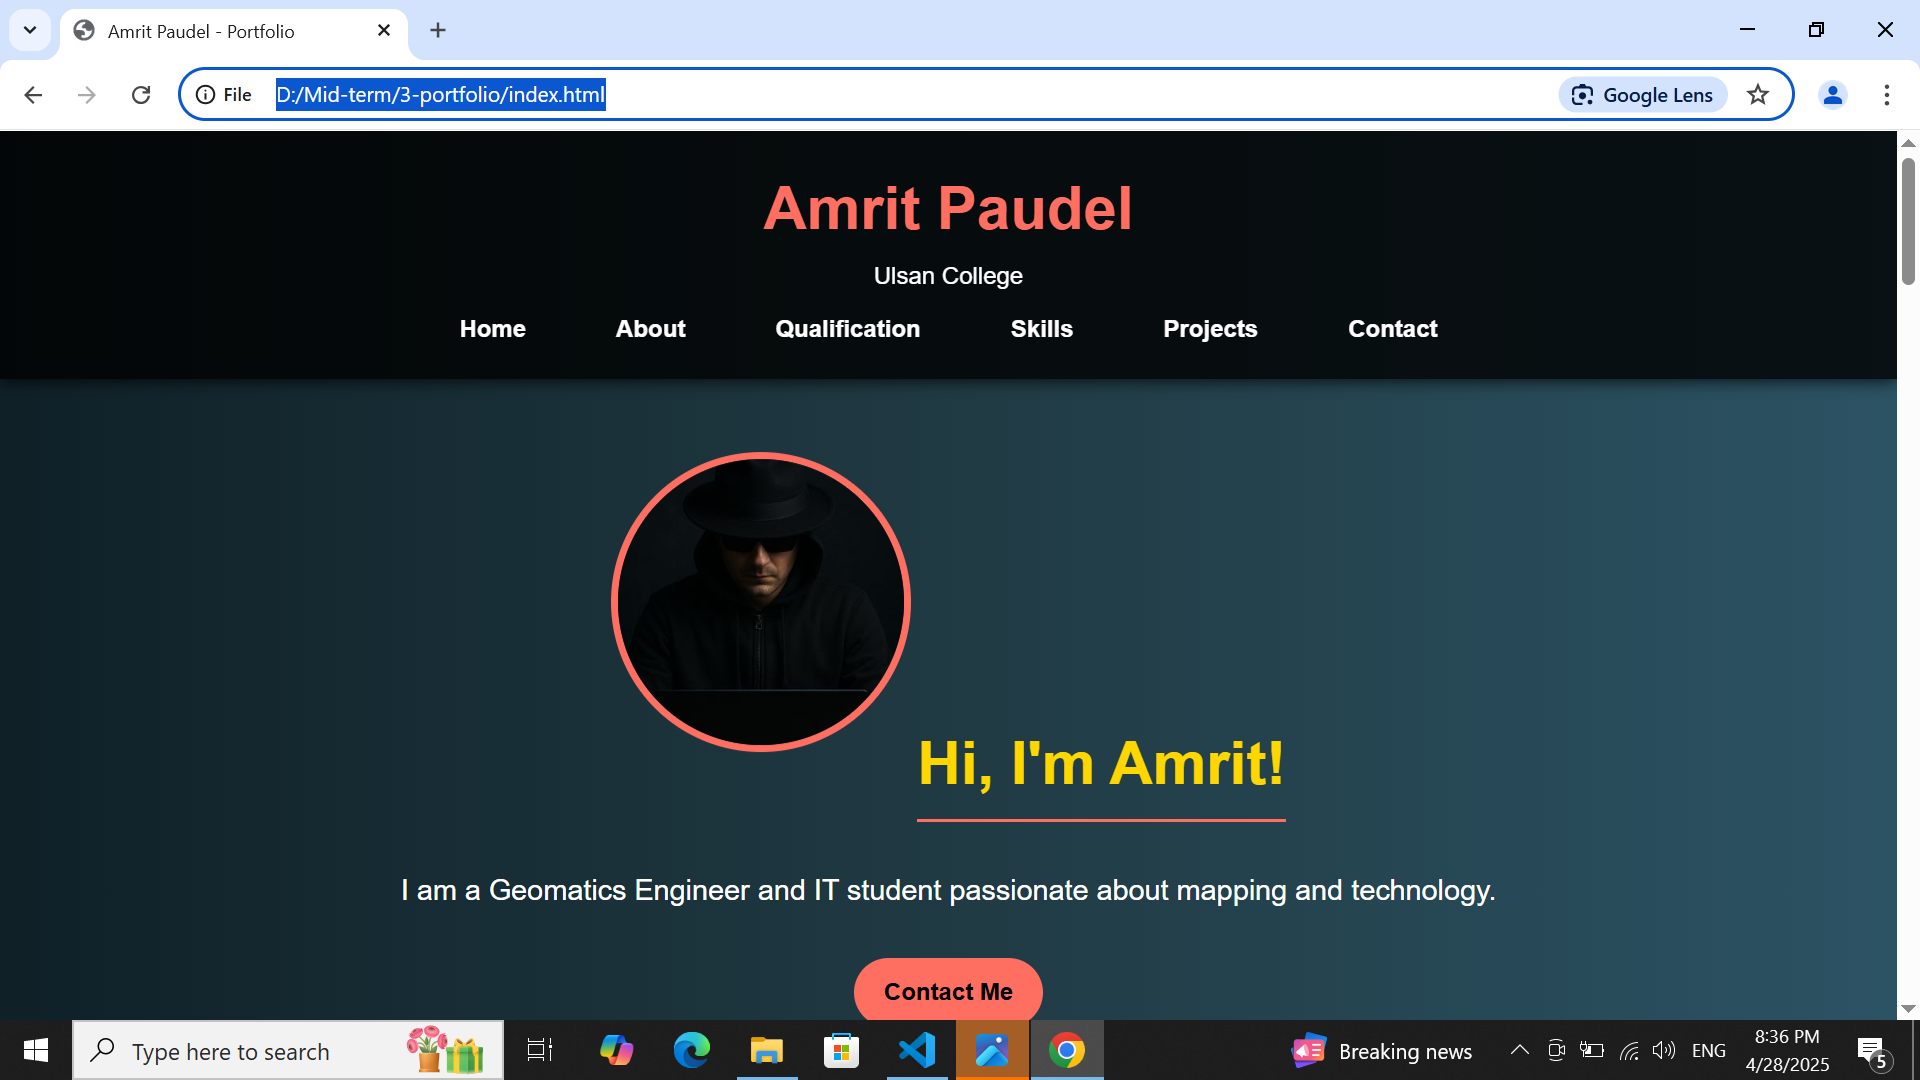 Amrit Paudel - Portfolio
File D:/Mid-term/3-portfolio/index.html Google Lens
Amrit Paudel
Ulsan College
Home About Qualification Skills Projects Contact
Hi, I'm Amrit!
I am a Geomatics Engineer and IT student passionate about mapping and technology.
Contact Me
Type here to search Breaking news ENG 8:36 PM
4/28/2025 5